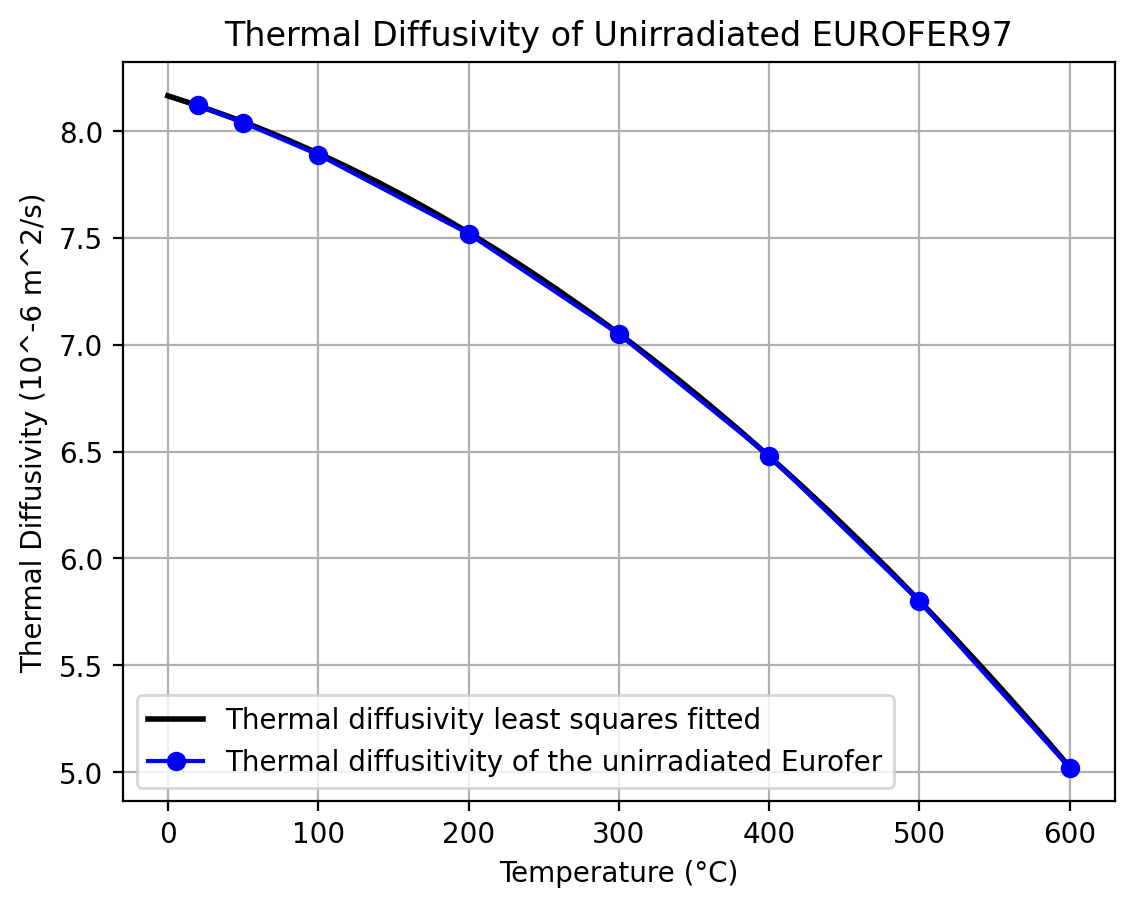 Thermal Diffusivity of Unirradiated EUROFER97
Thermal Diffusivity (10^-6 m^2/s)
8.0
7.5
7.0
6.5
6.0
5.5
5.0
Thermal diffusivity least squares fitted
Thermal diffusitivity of the unirradiated Eurofer
0 100 200 300 400 500 600
Temperature (°C)